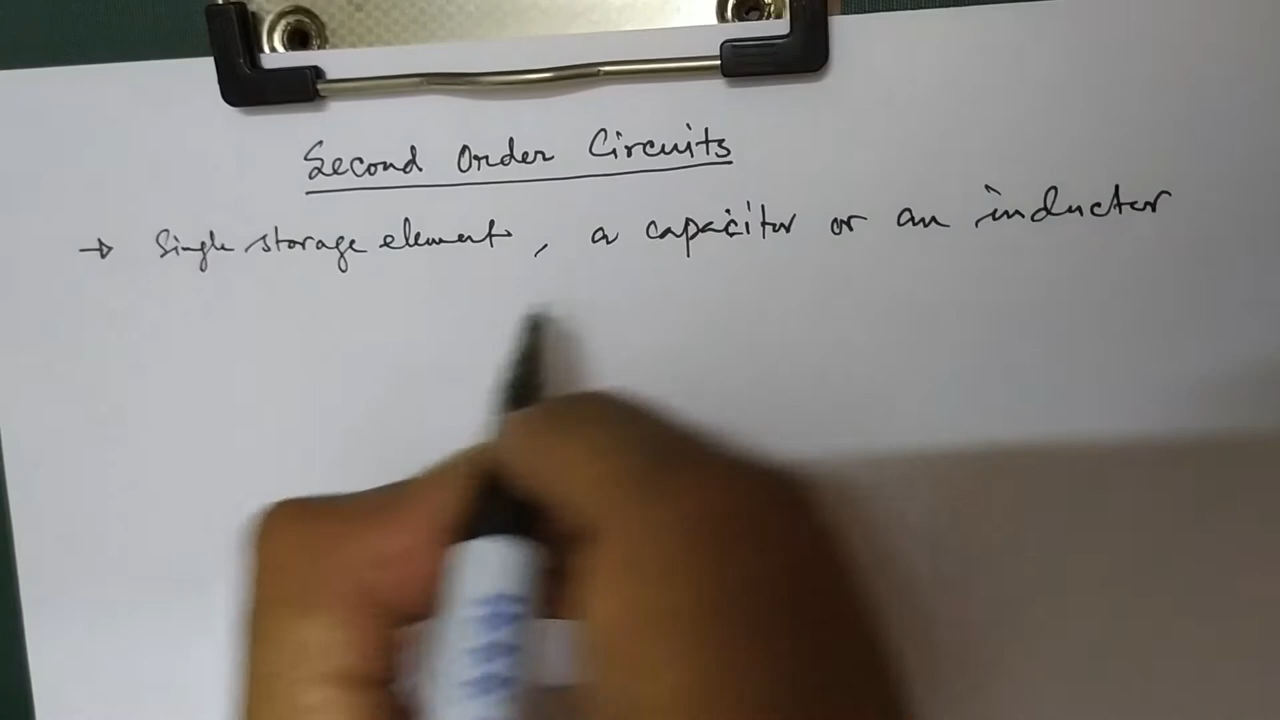 Second Order Circuits
→ Single storage element, a capacitor or an inductor